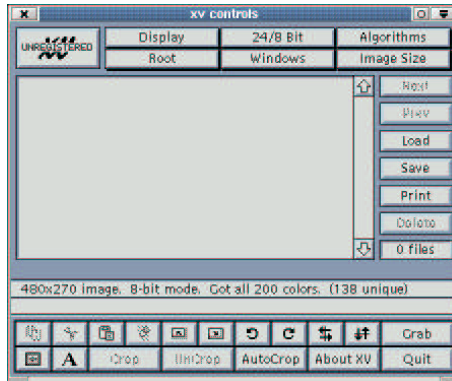 xv controls
UNREGISTERED
Display 24/8 Bit Algorithms
Root Windows Image Size
Next
Prev
Load
Save
Print
Delete
0 files
480x270 image. 8-bit mode. Got all 200 colors. (138 unique)
Grab
A Crop UnCrop AutoCrop About XV Quit